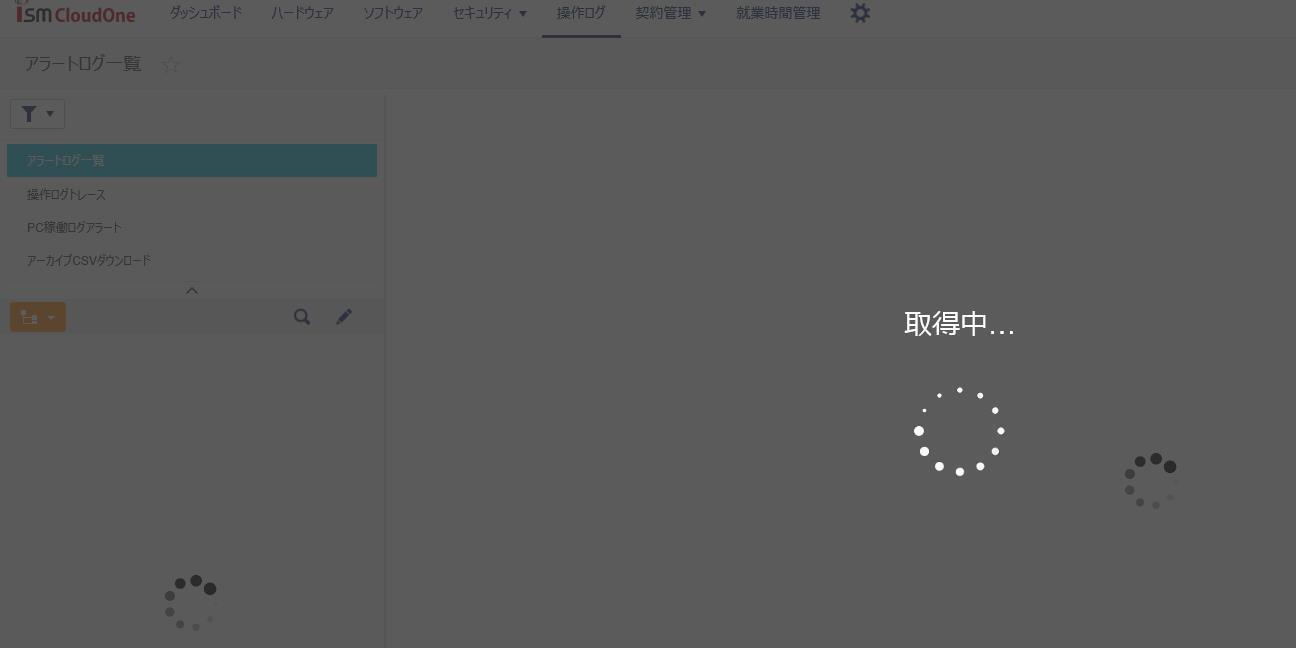 ISM CloudOne
ダッシュボード ハードウェア ソフトウェア セキュリティ 操作ログ 契約管理 就業時間管理
アラートログ一覧
アラートログ一覧
操作ログトレース
PC稼働ログアラート
アーカイブCSVダウンロード
取得中...